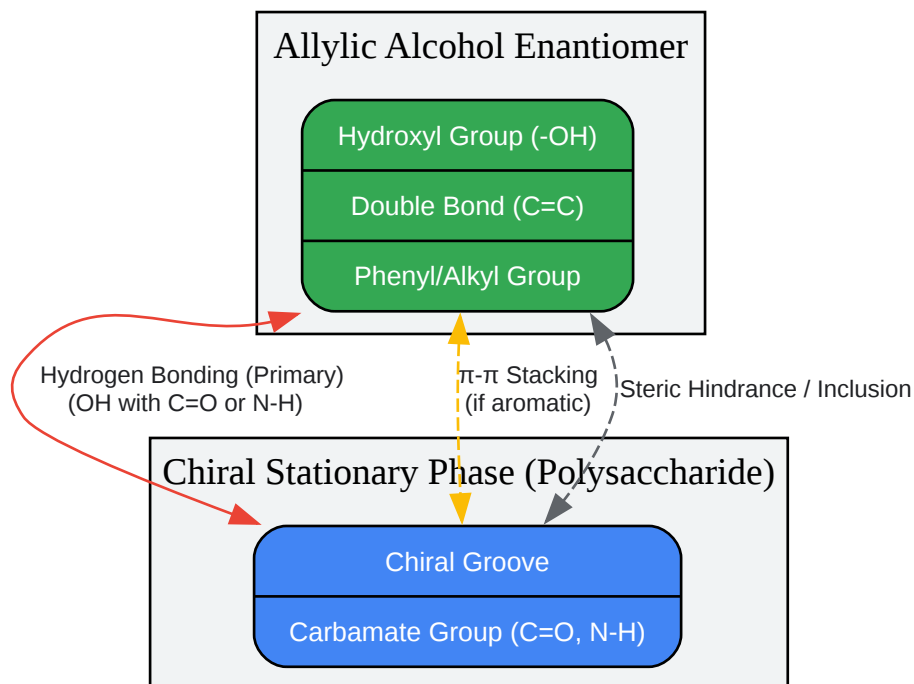 Allylic Alcohol Enantiomer
Hydroxyl Group (-OH)
Double Bond (C=C)
Phenyl/Alkyl Group
Hydrogen Bonding (Primary)
(OH with C=O or N-H)
π-π Stacking
(if aromatic)
Steric Hindrance / Inclusion
Chiral Stationary Phase (Polysaccharide)
Chiral Groove
Carbamate Group (C=O, N-H)